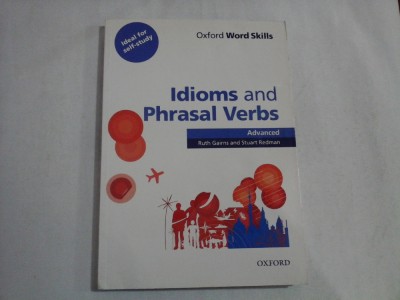 Ideal for
self-study
Oxford Word Skills
Idioms and
Phrasal Verbs
Advanced
Ruth Gairns and Stuart Redman
OXFORD